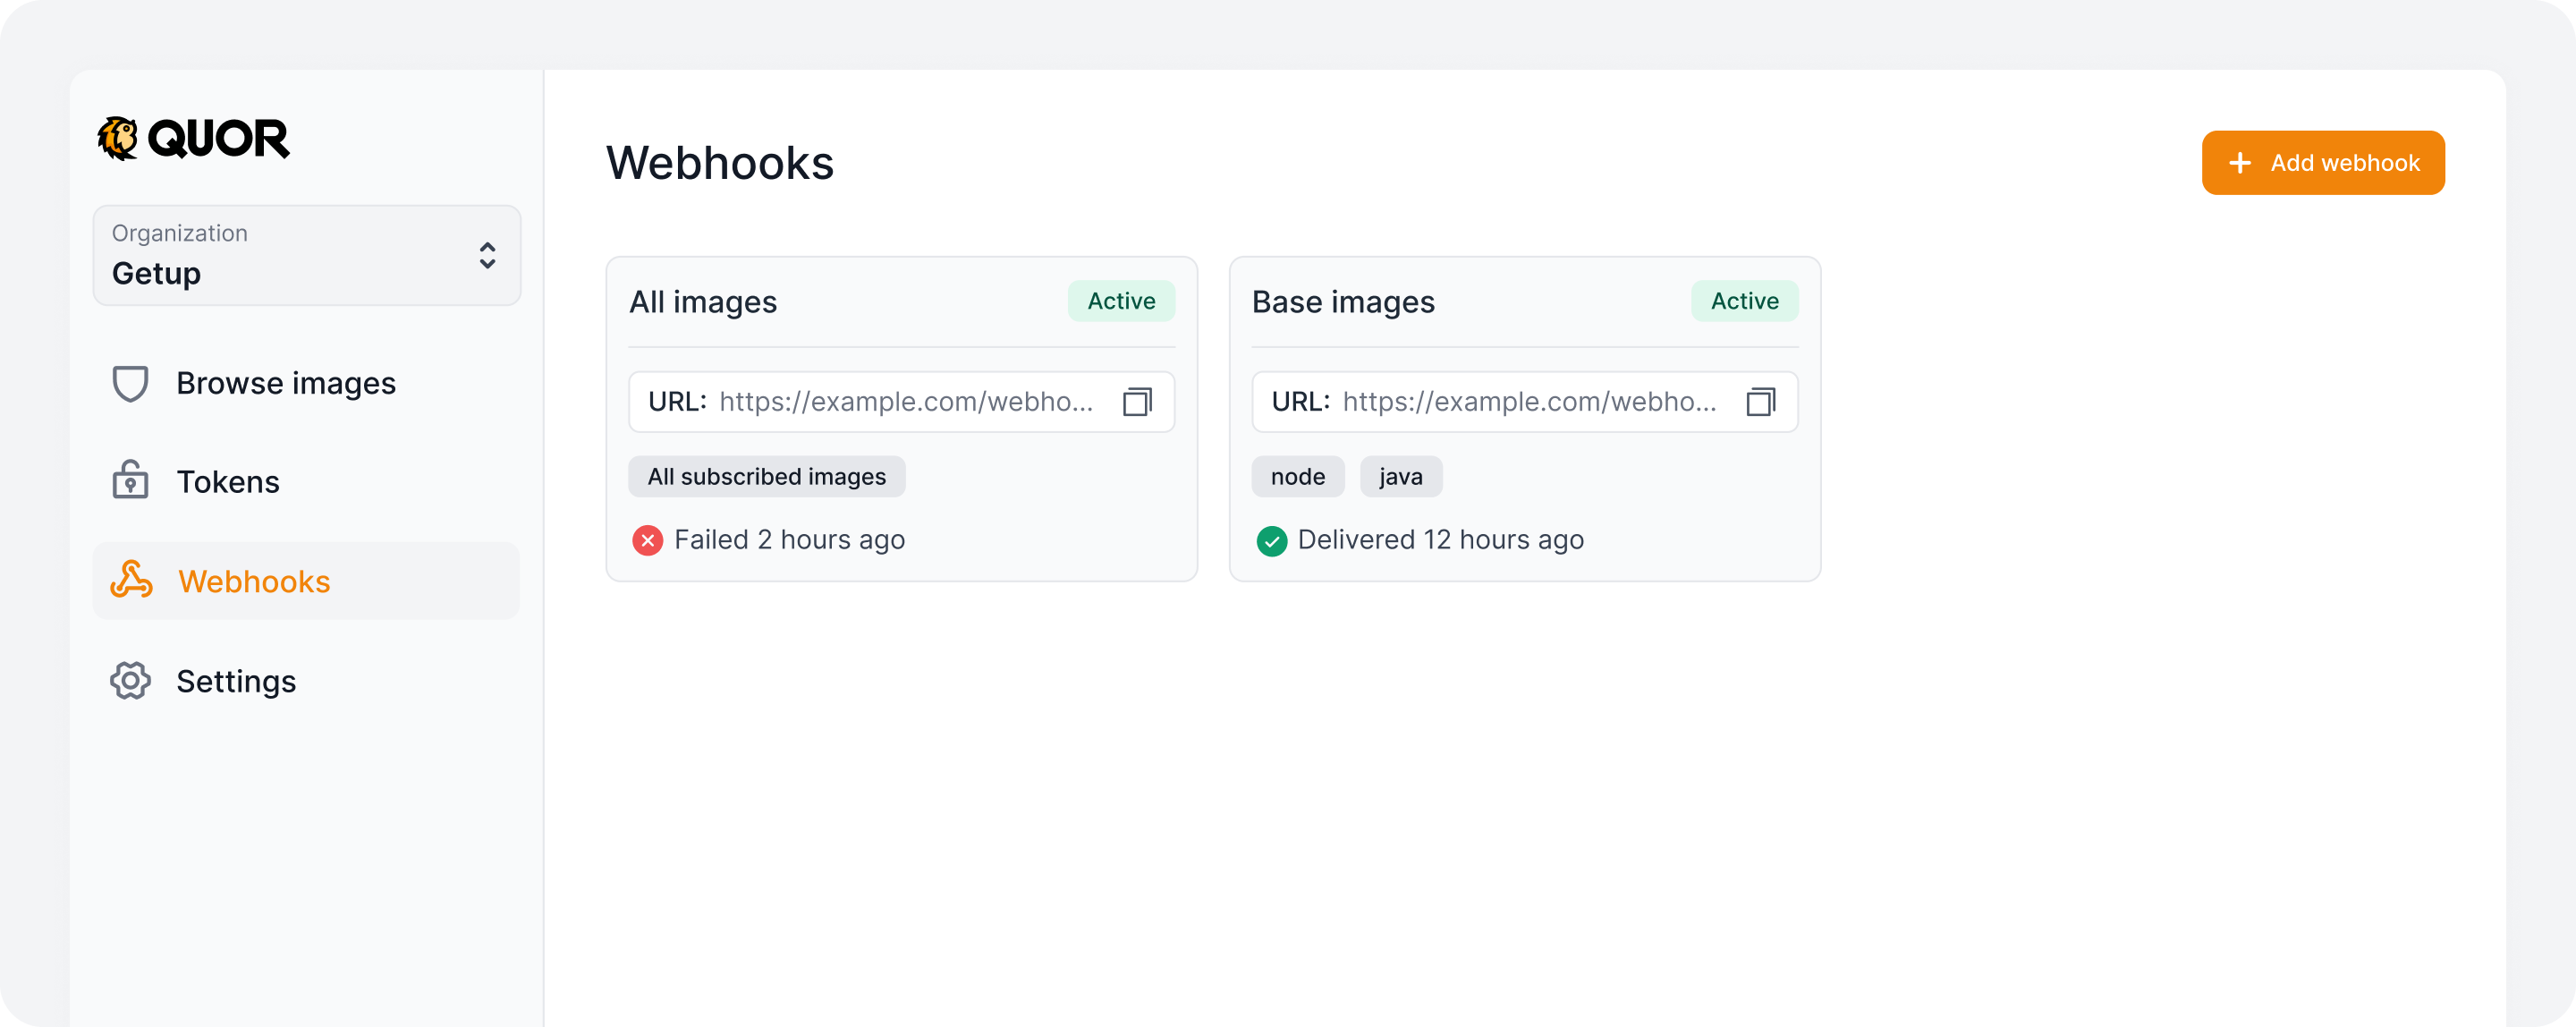 QUOR
Organization
Getup
Browse images
Tokens
Webhooks
Settings
Webhooks
Add webhook
All images
Active
URL: https://example.com/webho...
All subscribed images
Failed 2 hours ago
Base images
Active
URL: https://example.com/webho...
node java
Delivered 12 hours ago